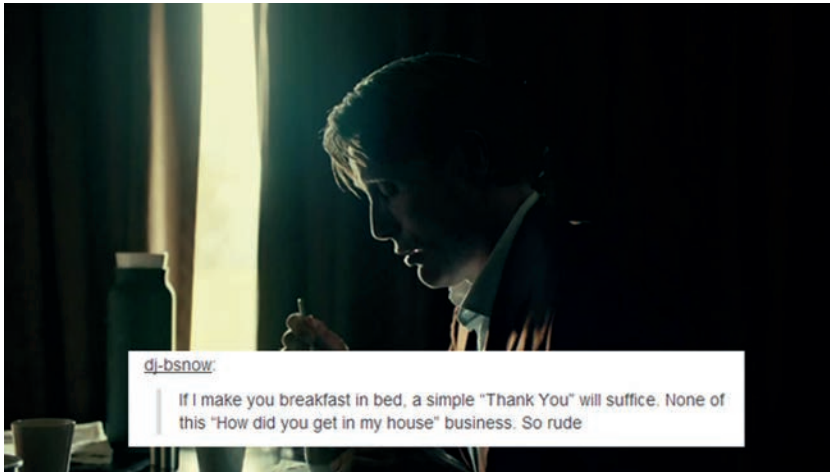 dj-bsnow:
If I make you breakfast in bed, a simple “Thank You” will suffice. None of
this “How did you get in my house” business. So rude